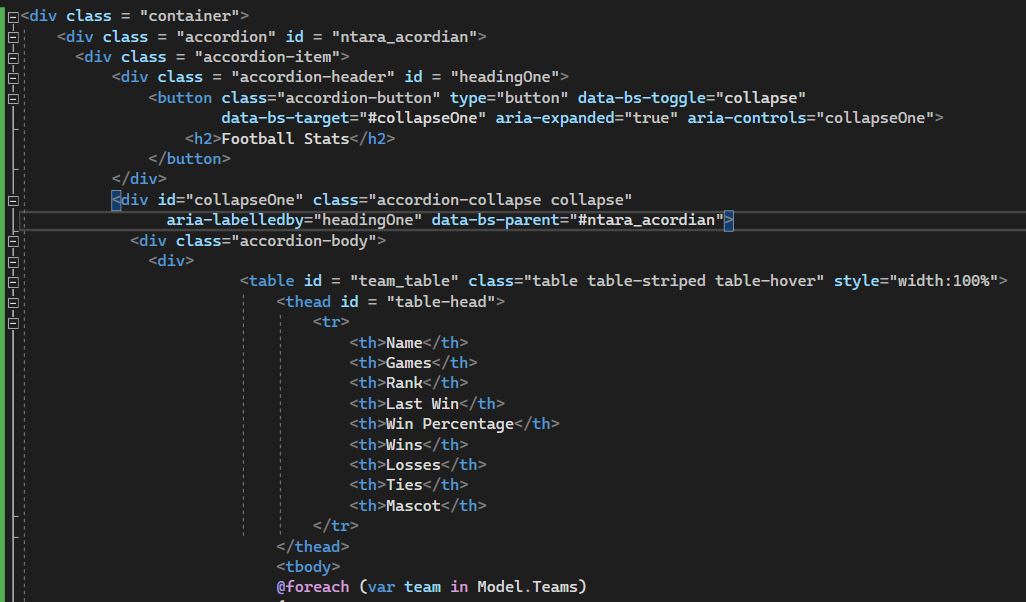 <div class = "container">
<div class = "accordion" id = "ntara_acordian">
<div class = "accordion-item">
<div class = "accordion-header" id = "headingOne">
<button class="accordion-button" type="button" data-bs-toggle="collapse"
data-bs-target="#collapseOne" aria-expanded="true" aria-controls="collapseOne">
<h2>Football Stats</h2>
</button>
</div>
<div id="collapseOne" class="accordion-collapse collapse"
aria-labelledby="headingOne" data-bs-parent="#ntara_acordian">
<div class="accordion-body">
<div>
<table id = "team_table" class="table table-striped table-hover" style="width:100%">
<thead id = "table-head">
<tr>
<th>Name</th>
<th>Games</th>
<th>Rank</th>
<th>Last Win</th>
<th>Win Percentage</th>
<th>Wins</th>
<th>Losses</th>
<th>Ties</th>
<th>Mascot</th>
</tr>
</thead>
<tbody>
@foreach (var team in Model.Teams)